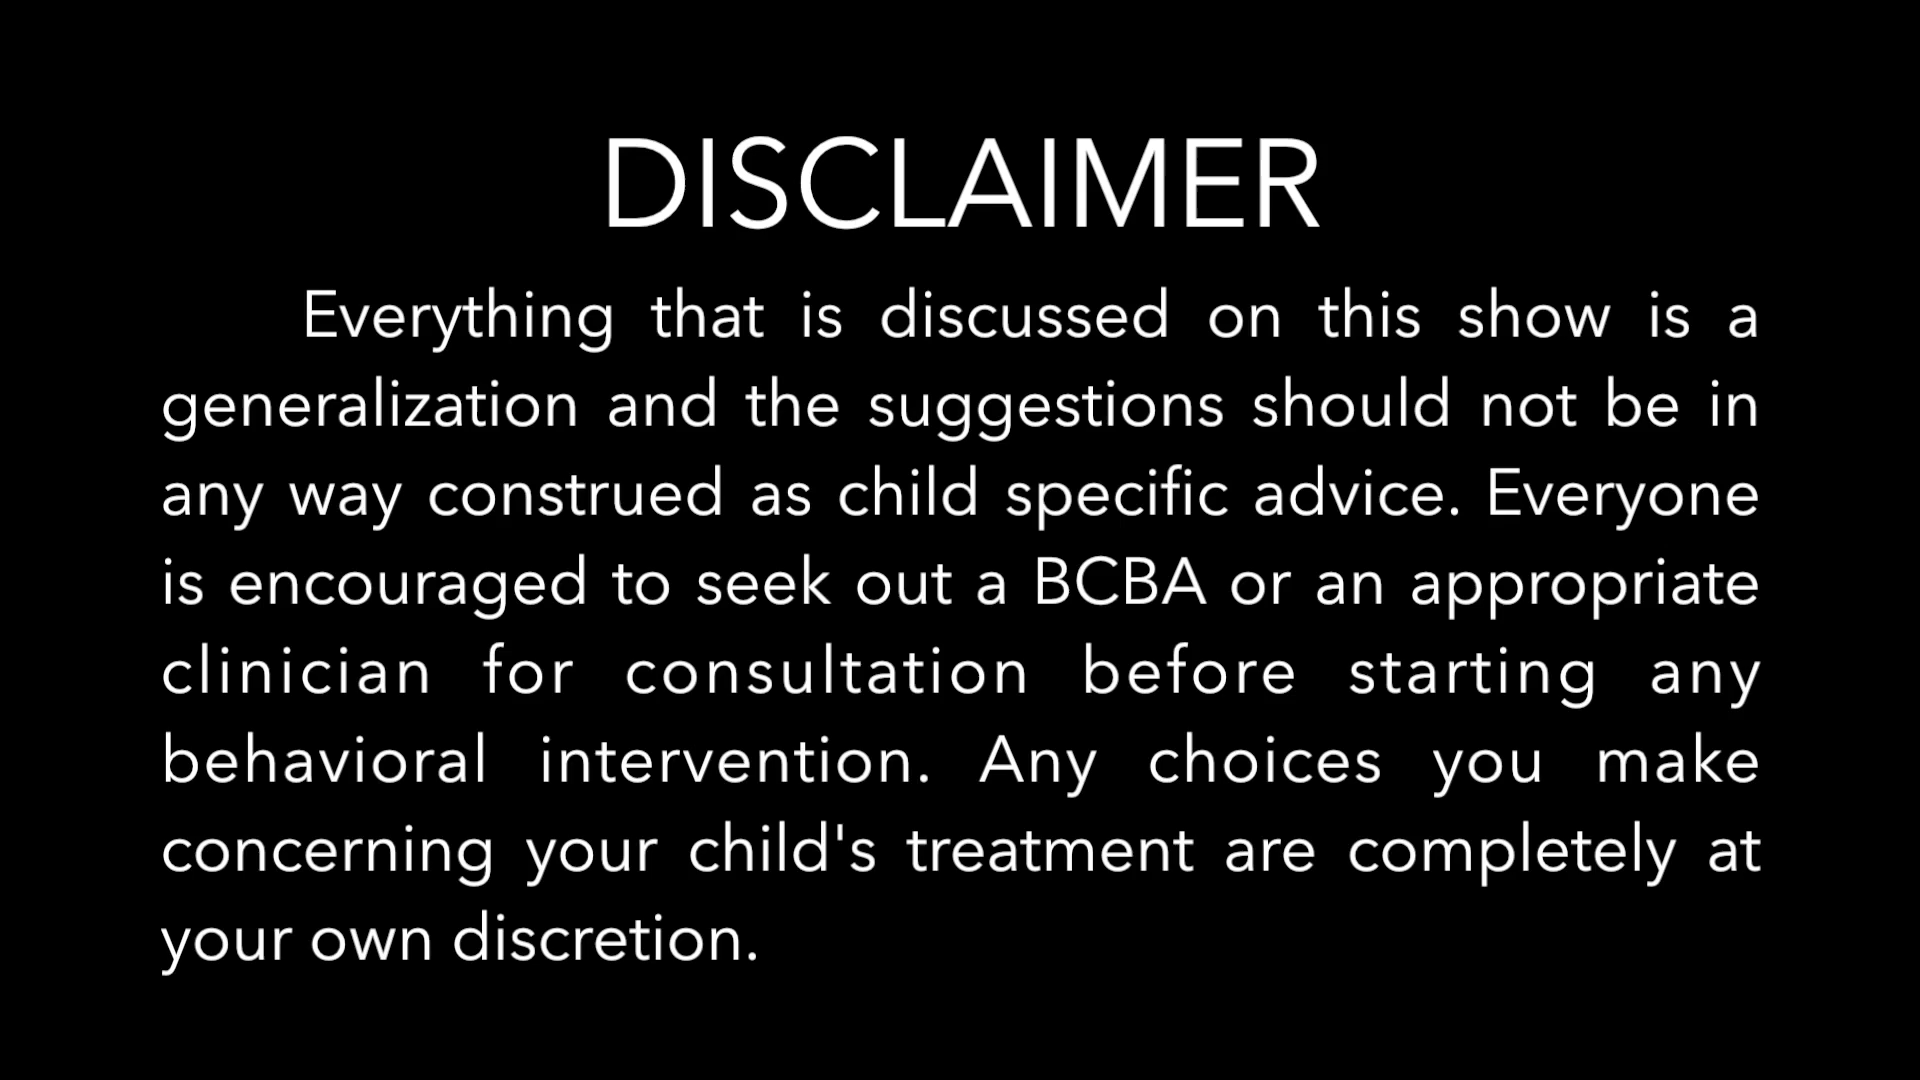 DISCLAIMER
Everything that is discussed on this show is a
generalization and the suggestions should not be in
any way construed as child specific advice. Everyone
is encouraged to seek out a BCBA or an appropriate
clinician for consultation before starting any
behavioral intervention. Any choices you make
concerning your child's treatment are completely at
your own discretion.